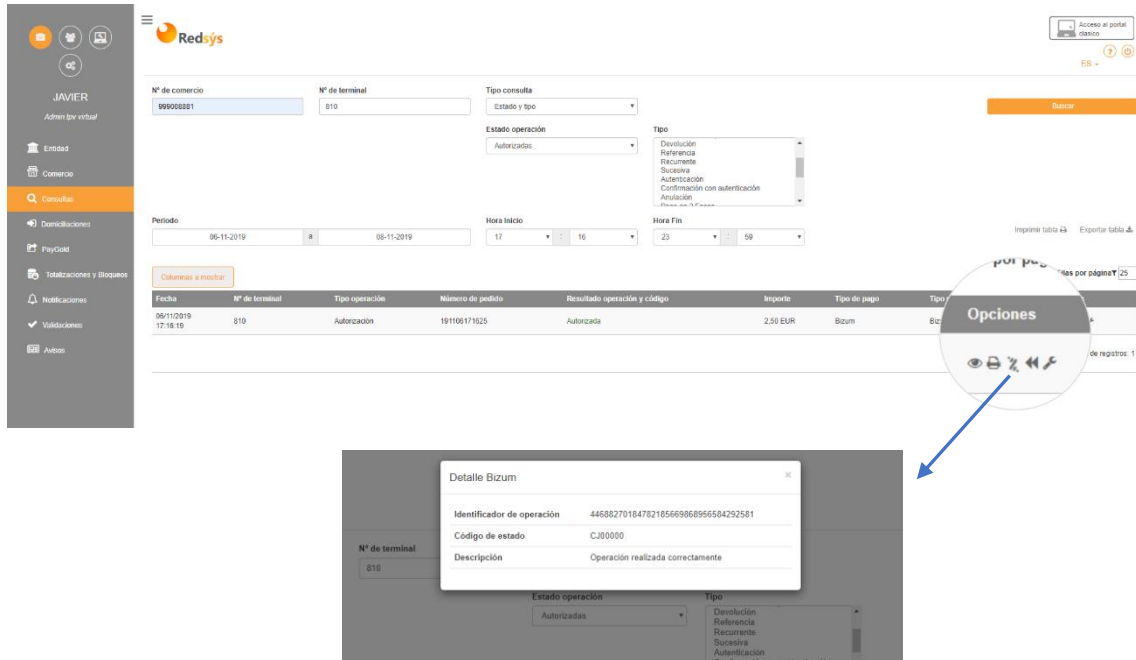 Redsýs
Acceso al portal
clasico
ES
JAVIER
Admin tpv virtual
Entidad
Comercio
Consultas
Domiciliaciones
PayGold
Totalizaciones y Bloqueos
Notificaciones
Validaciones
Avisos
Nº de comercio Nº de terminal Tipo consulta
999008881 810 Estado y tipo Buscar
Estado operación Tipo
Autorizadas Devolución
Referencia
Recurrente
Sucesiva
Autenticación
Confirmación con autenticación
Anulación
Periodo Hora Inicio Hora Fin
06-11-2019 a 08-11-2019 17 : 16 23 : 59 Imprimir tabla Exportar tabla
Columnas a mostrar por página 25
Fecha Nº de terminal Tipo operación Número de pedido Resultado operación y código Importe Tipo de pago Opciones
06/11/2019
17:16:19 810 Autorización 191106171625 Autorizada 2,50 EUR Bizum
de registros: 1
Detalle Bizum ×
Identificador de operación 44688270184782185669868956584292581
Código de estado CJ00000
Descripción Operación realizada correctamente
Nº de terminal
810
Estado operación Tipo
Autorizadas Devolución
Referencia
Recurrente
Sucesiva
Autenticación